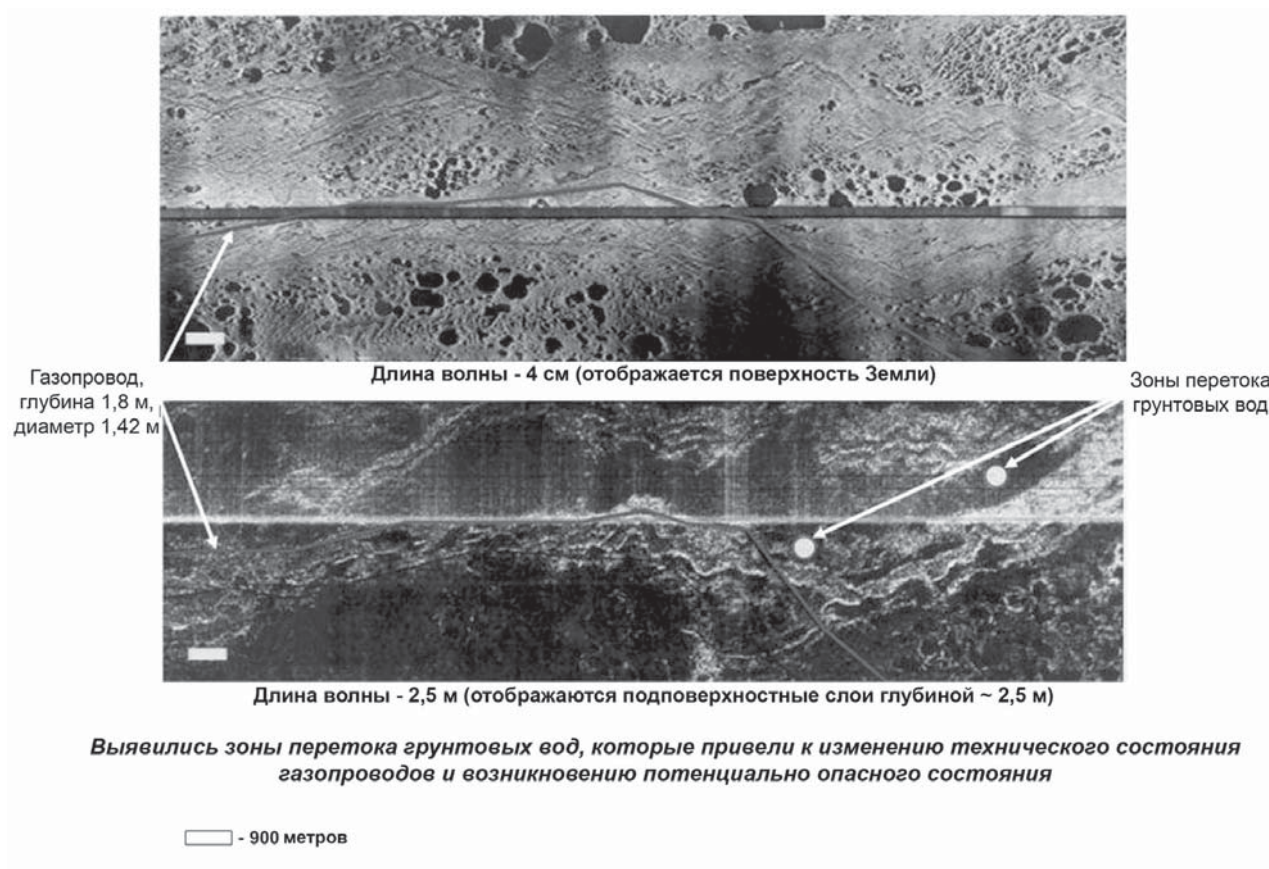 Длина волны - 4 см (отображается поверхность Земли)
Газопровод,
глубина 1,8 м,
диаметр 1,42 м
Зоны перетока
грунтовых вод
Длина волны - 2,5 м (отображаются подповерхностные слои глубиной ~ 2,5 м)
Выявились зоны перетока грунтовых вод, которые привели к изменению технического состояния
газопроводов и возникновению потенциально опасного состояния
- 900 метров